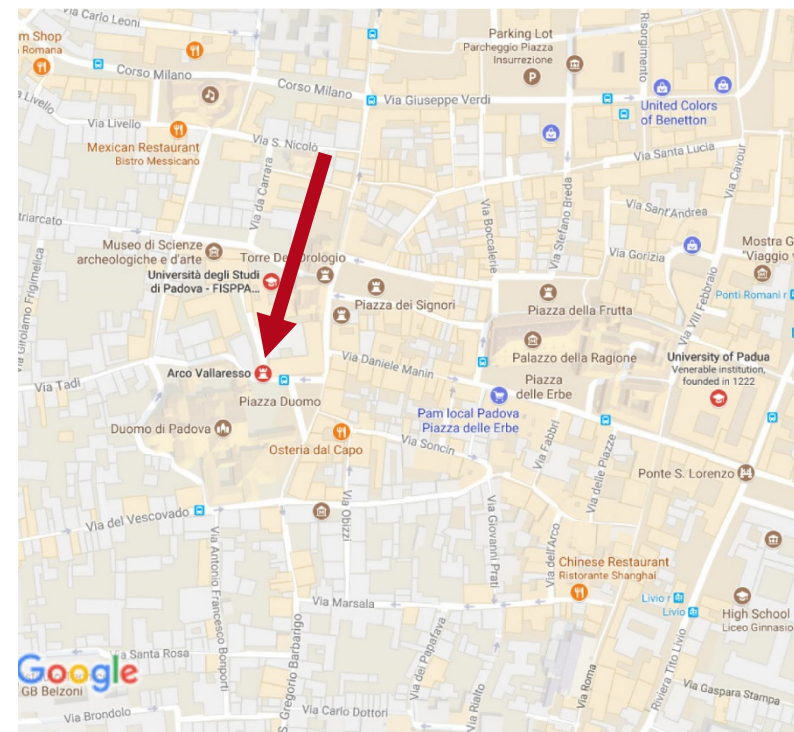 Via Carlo Leoni
m Shop
Romana
Corso Milano
Corso Milano
Parking Lot
Parcheggio Piazza
Insurrezione
Risorgimento
Via Giuseppe Verdi
United Colors
of Benetton
a Livello
Via Livello
Mexican Restaurant
Bistro Messicano
Via S. Nicolò
Via da Carrara
Via Santa Lucia
Via Cavour
Via Boccalerie
Via Stefano Breda
Via Sant'Andrea
triarcato
Museo di Scienze
archeologiche e d'arte
Torre Dell'Orologio
Università degli Studi
di Padova - FISPPA...
Via Gorizia
Mostra G
"Viaggio v
Ponti Romani r
Via VIII Febbraio
Via Girolamo Frigimelica
Piazza dei Signori
Piazza della Frutta
Palazzo della Ragione
University of Padua
Venerable institution,
founded in 1222
Via Daniele Manin
Arco Vallaresso
Via Tadi
Piazza Duomo
Piazza
delle Erbe
Pam local Padova
Piazza delle Erbe
Duomo di Padova
Osteria dal Capo
Via Soncin
Via Fabbri
Via delle Piazze
Ponte S. Lorenzo
Via del Vescovado
Via Obizzi
Via Giovanni Prati
Via dell'Arco
Via Antonio Francesco Bonporti
Chinese Restaurant
Ristorante Shanghai
Via Marsala
Livio r
Livio
High School
Liceo Ginnasio
S. Gregorio Barbarigo
Via dei Papafava
Via Roma
Riviera Tito Livio
a Santa Rosa
Google
GB Belzoni
Via Gaspara Stampa
Via Brondolo
Via Carlo Dottori
Via Rialto